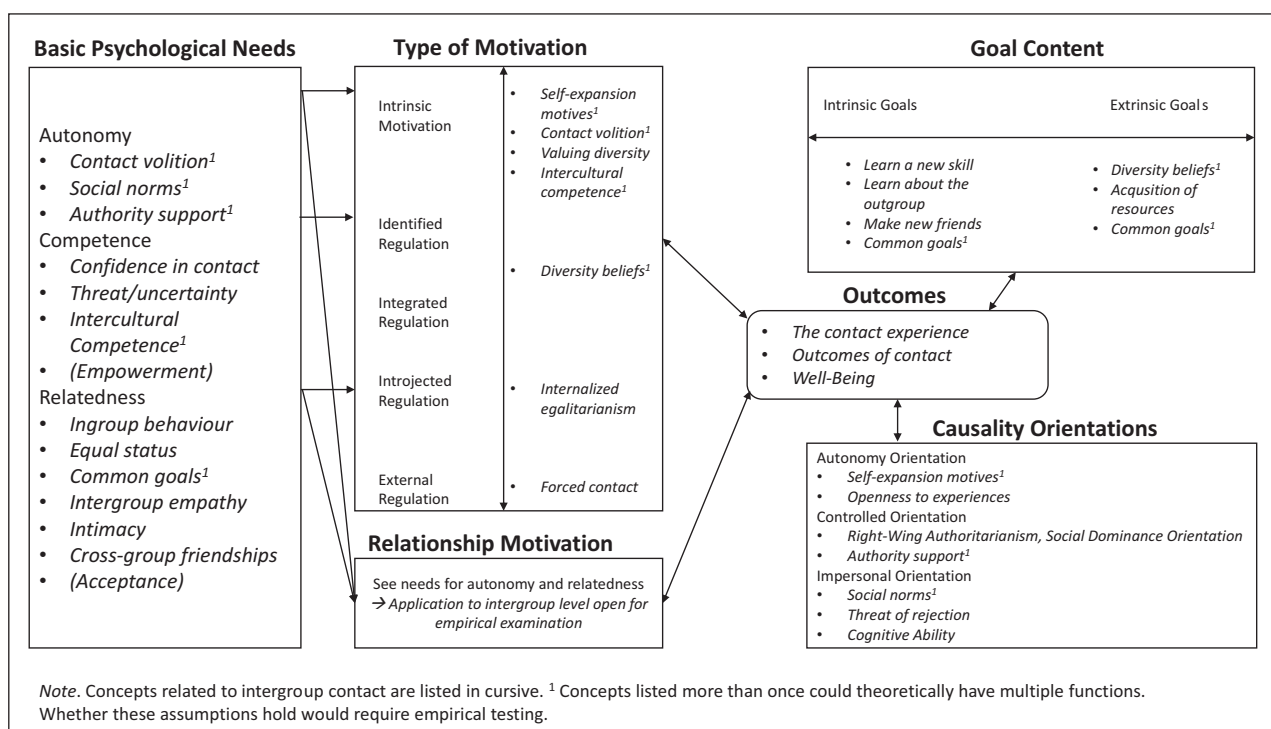 Basic Psychological Needs
Autonomy
• Contact volition¹
• Social norms¹
• Authority support¹
Competence
• Confidence in contact
• Threat/uncertainty
• Intercultural
Competence¹
• (Empowerment)
Relatedness
• Ingroup behaviour
• Equal status
• Common goals¹
• Intergroup empathy
• Intimacy
• Cross-group friendships
• (Acceptance)
Type of Motivation
Intrinsic
Motivation
• Self-expansion
motives¹
• Contact volition¹
• Valuing diversity
• Intercultural
competence¹
Identified
Regulation
• Diversity beliefs¹
Integrated
Regulation
Introjected
Regulation
• Internalized
egalitarianism
External
Regulation
• Forced contact
Relationship Motivation
See needs for autonomy and relatedness
→ Application to intergroup level open for
empirical examination
Goal Content
Intrinsic Goals
Extrinsic Goals
• Learn a new skill
• Learn about the
outgroup
• Make new friends
• Common goals¹
• Diversity beliefs¹
• Acqusition of
resources
• Common goals¹
Outcomes
• The contact experience
• Outcomes of contact
• Well-Being
Causality Orientations
Autonomy Orientation
• Self-expansion motives¹
• Openness to experiences
Controlled Orientation
• Right-Wing Authoritarianism, Social Dominance Orientation
• Authority support¹
Impersonal Orientation
• Social norms¹
• Threat of rejection
• Cognitive Ability
Note. Concepts related to intergroup contact are listed in cursive. ¹ Concepts listed more than once could theoretically have multiple functions.
Whether these assumptions hold would require empirical testing.